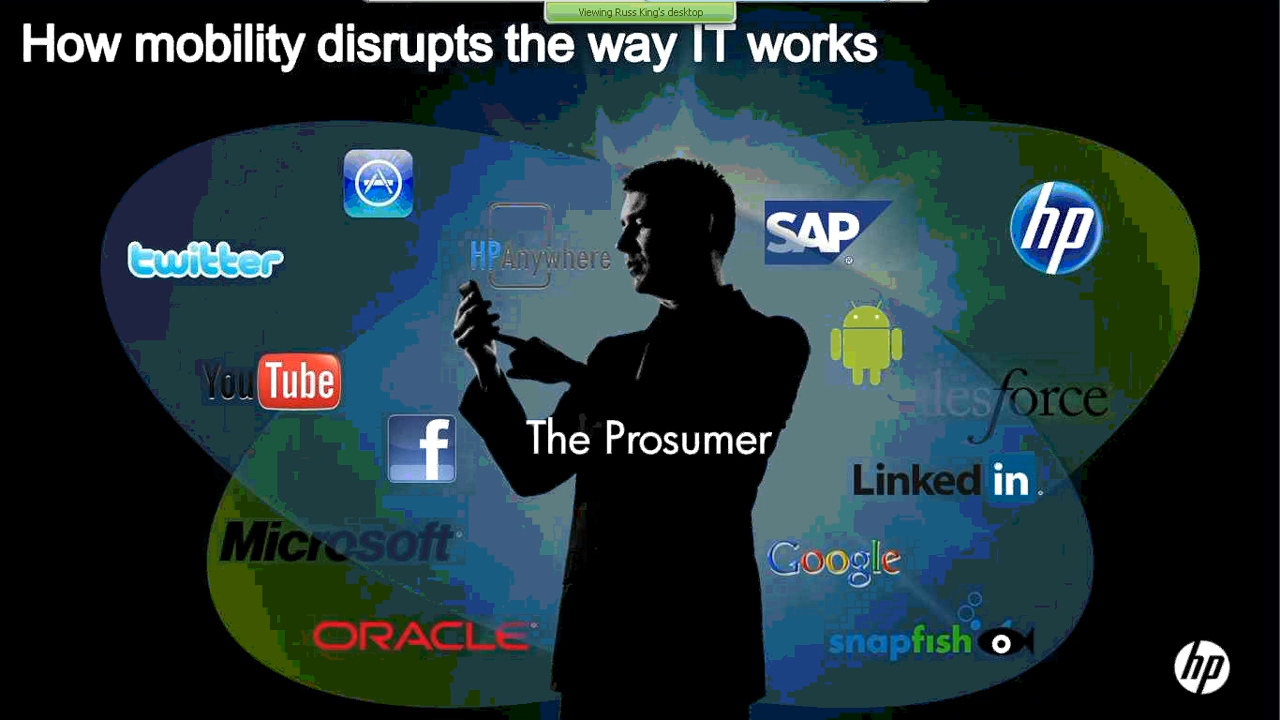 Viewing Russ King's desktop
How mobility disrupts the way IT works
twitter
HPAnywhere
SAP
®
hp
YouTube
f
The Prosumer
lesforce
Linked in
Microsoft
Google
ORACLE
snapfish
hp